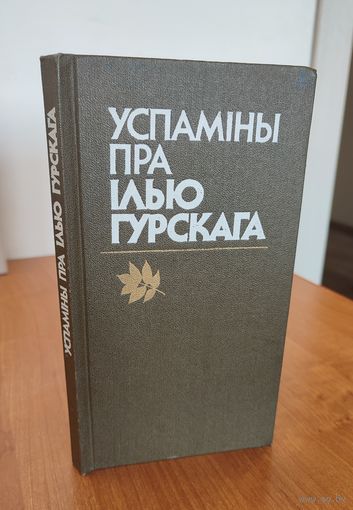 УСПАМІНЫ
ПРА
ІЛЬЮ
ГУРСКАГА
УСПАМІНЫ ПРА ІЛЬЮ ГУРСКАГА